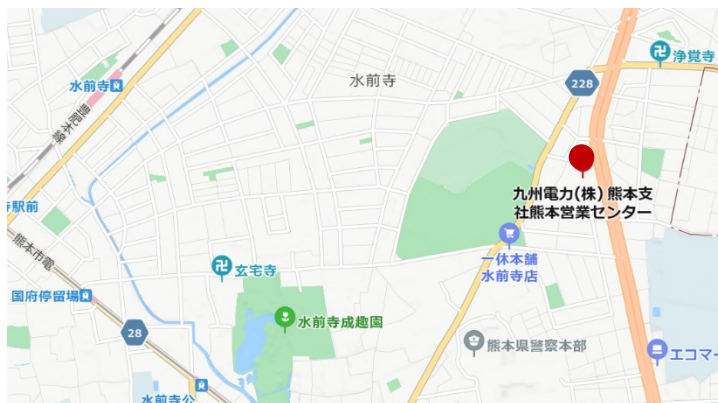 浄覚寺
水前寺
水前寺
228
豊肥本線
九州電力(株) 熊本支
社熊本営業センター
寺駅前
熊本市電
一休本舗
水前寺店
玄宅寺
国府停留場
水前寺成趣園
28
熊本県警察本部
エコマー
水前寺公